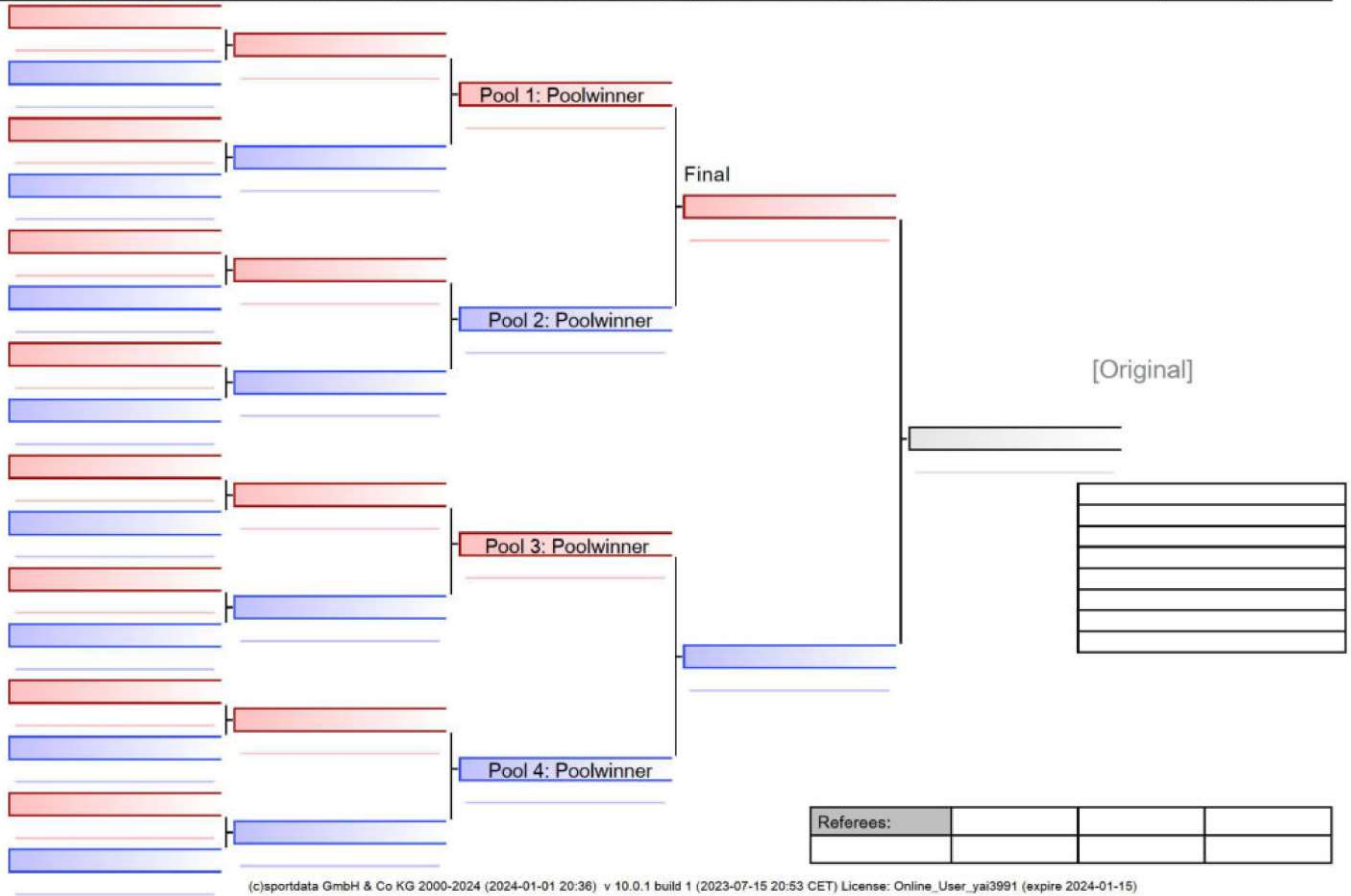 Pool 1: Poolwinner
Final
Pool 2: Poolwinner
[Original]
Pool 3: Poolwinner
Pool 4: Poolwinner
Referees:
(c)sportdata GmbH & Co KG 2000-2024 (2024-01-01 20:36) v 10.0.1 build 1 (2023-07-15 20:53 CET) License: Online_User_yai3991 (expire 2024-01-15)